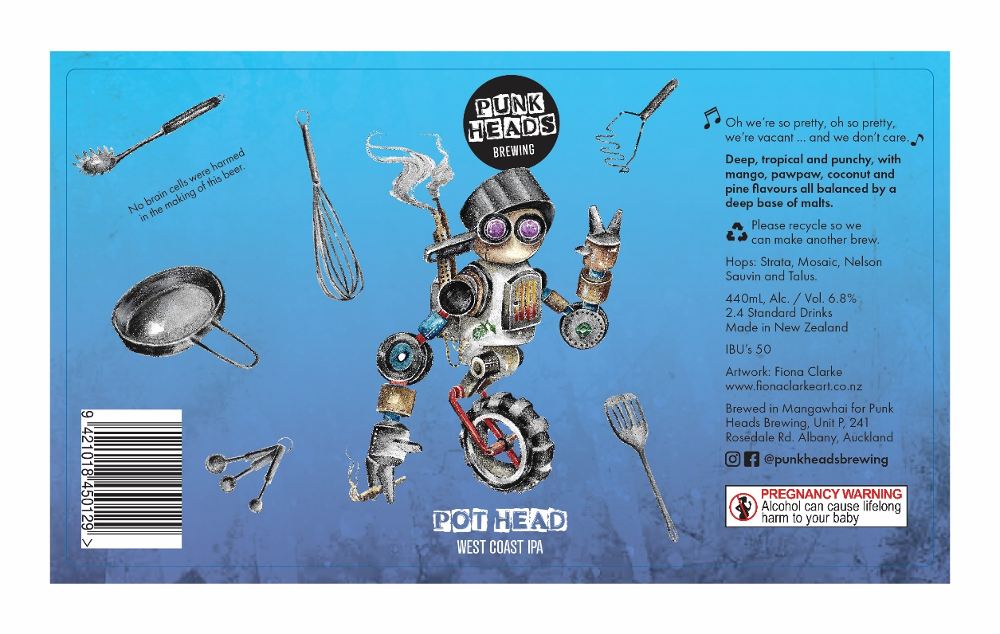 No brain cells were harmed
in the making of this beer.
9 421018 450129 >
PUNK
HEADS
BREWING
POT HEAD
WEST COAST IPA
Oh we're so pretty, oh so pretty,
we're vacant ... and we don't care.
Deep, tropical and punchy, with
mango, pawpaw, coconut and
pine flavours all balanced by a
deep base of malts.
Please recycle so we
can make another brew.
Hops: Strata, Mosaic, Nelson
Sauvin and Talus.
440mL, Alc. / Vol. 6.8%
2.4 Standard Drinks
Made in New Zealand
IBU's 50
Artwork: Fiona Clarke
www.fionaclarkeart.co.nz
Brewed in Mangawhai for Punk
Heads Brewing, Unit P, 241
Rosedale Rd. Albany, Auckland
@punkheadsbrewing
PREGNANCY WARNING
Alcohol can cause lifelong
harm to your baby